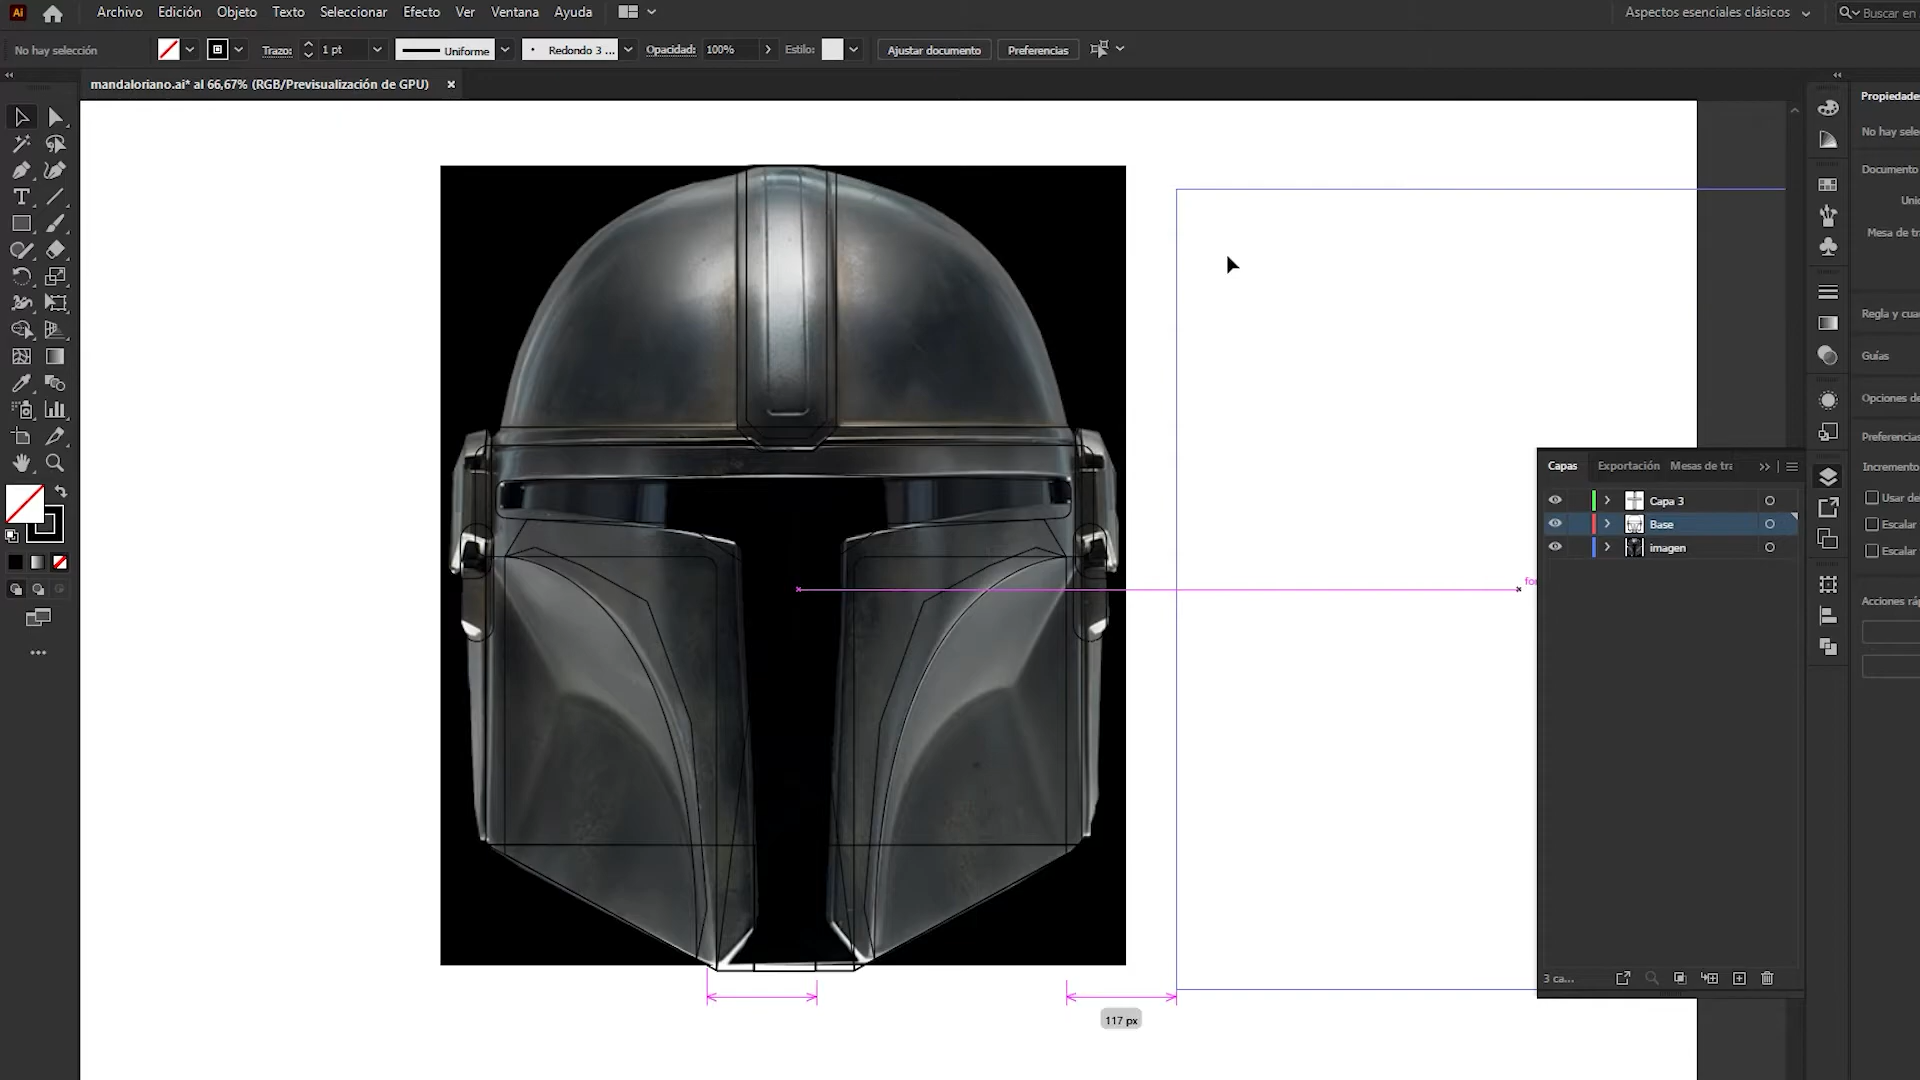 Ai Archivo Edición Objeto Texto Seleccionar Efecto Ver Ventana Ayuda Aspectos esenciales clásicos Buscar en
No hay selección Trazo: 1 pt Uniforme Redondo 3 ... Opacidad: 100% Estilo: Ajustar documento Preferencias
mandaloriano.ai* al 66,67% (RGB/Previsualización de GPU)
Propiedades
No hay sele
Documento
Unid
Mesa de tra
Regla y cua
Guías
Opciones de
Preferencias
Incremento
Usar de
Escalar
Escalar
Acciones ráp
Capas Exportación Mesas de tra
Capa 3
Base
imagen
3 ca...
117 px